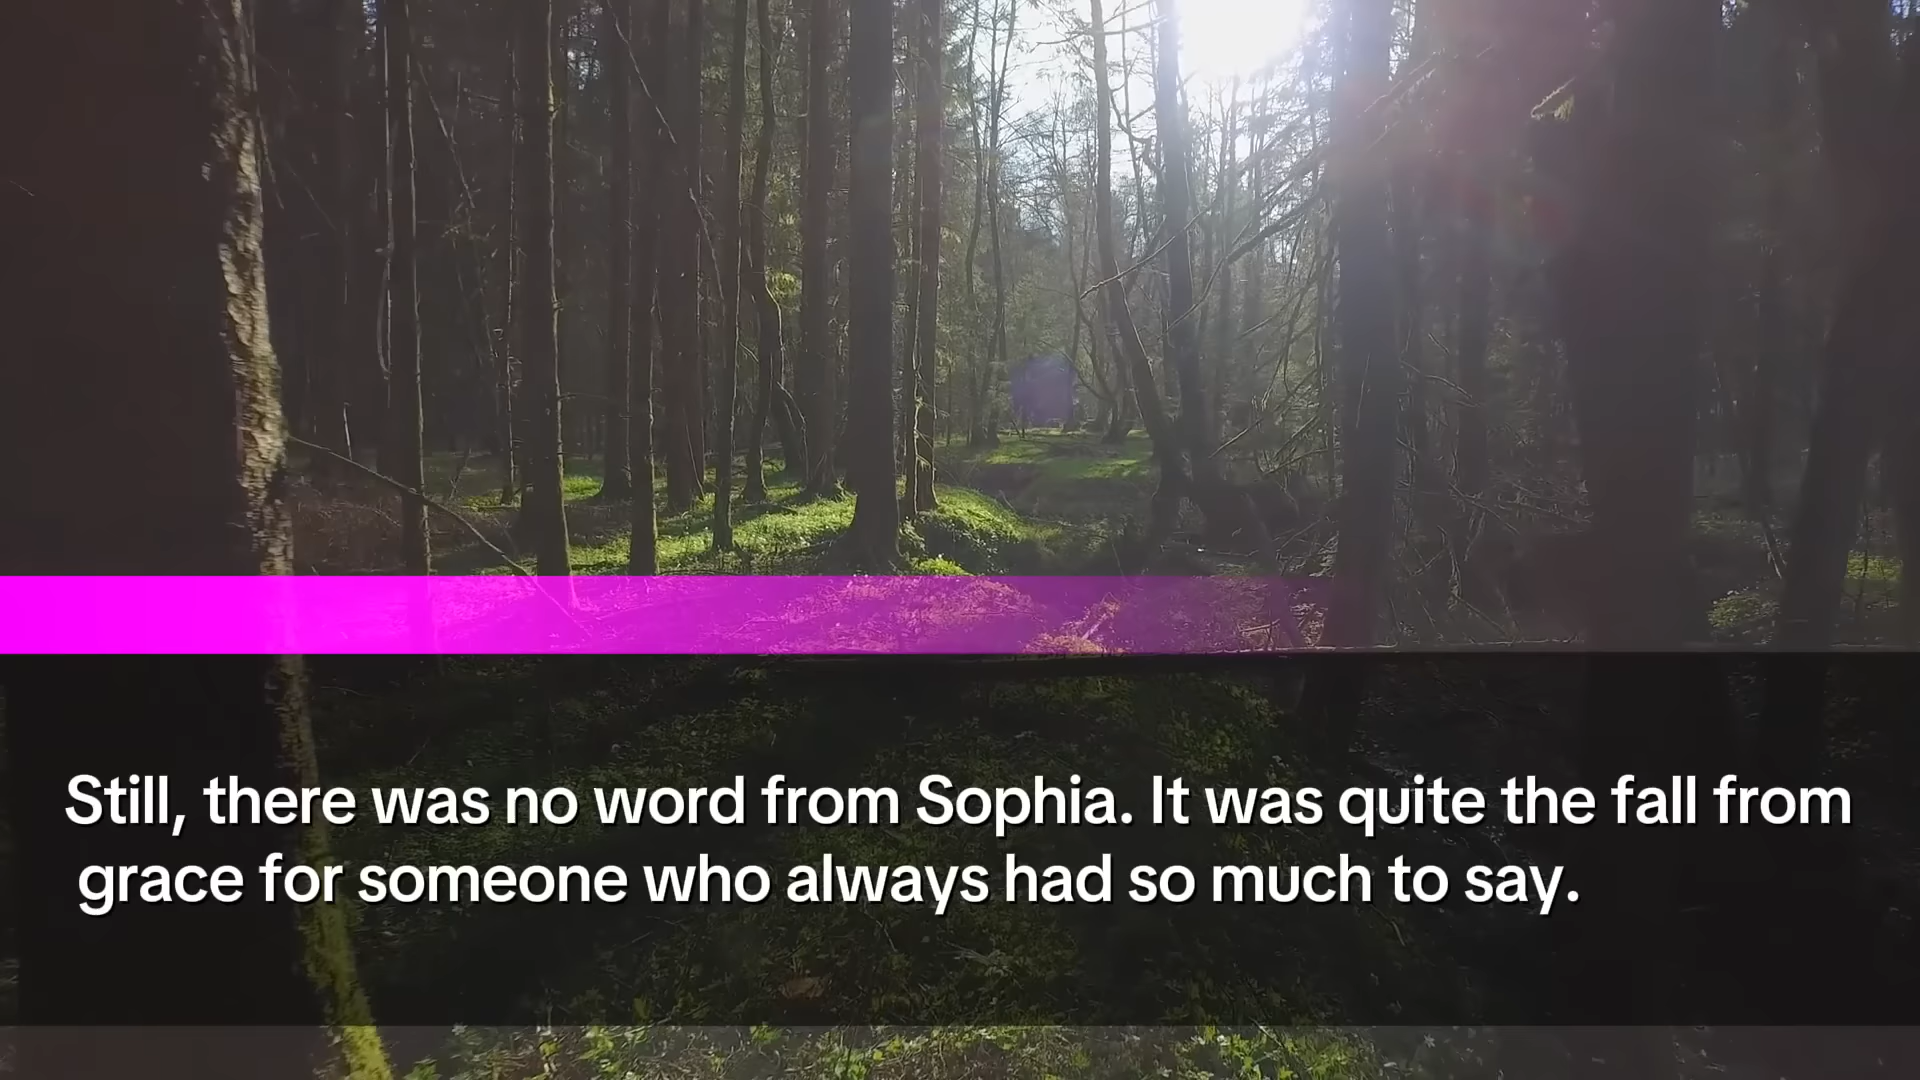 Still, there was no word from Sophia. It was quite the fall from
grace for someone who always had so much to say.